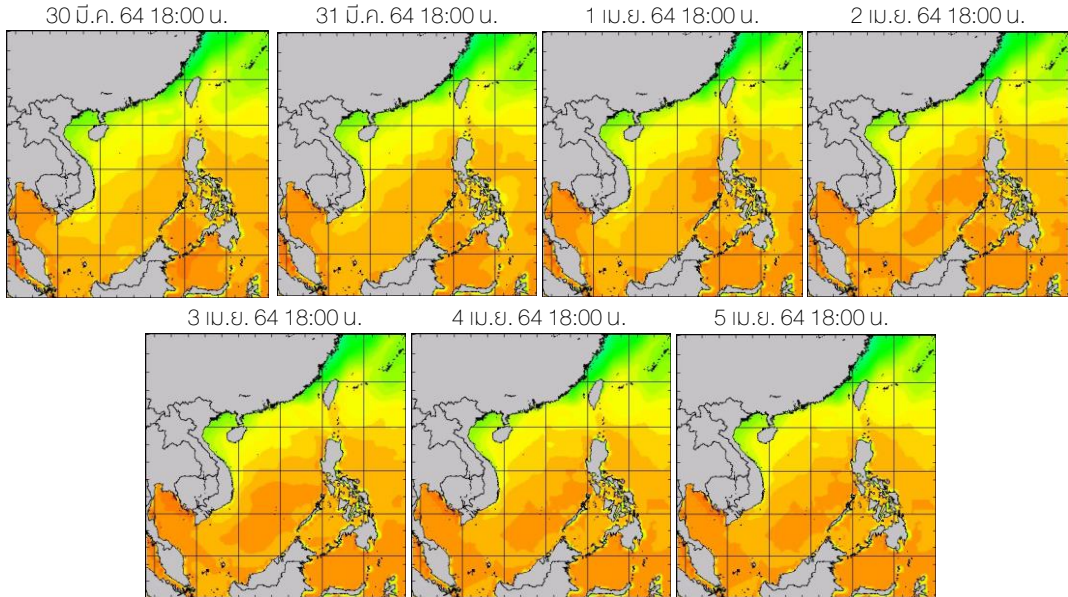 30 มี.ค. 64 18:00 น.
31 มี.ค. 64 18:00 น.
1 เม.ย. 64 18:00 น.
2 เม.ย. 64 18:00 น.
3 เม.ย. 64 18:00 น.
4 เม.ย. 64 18:00 น.
5 เม.ย. 64 18:00 น.